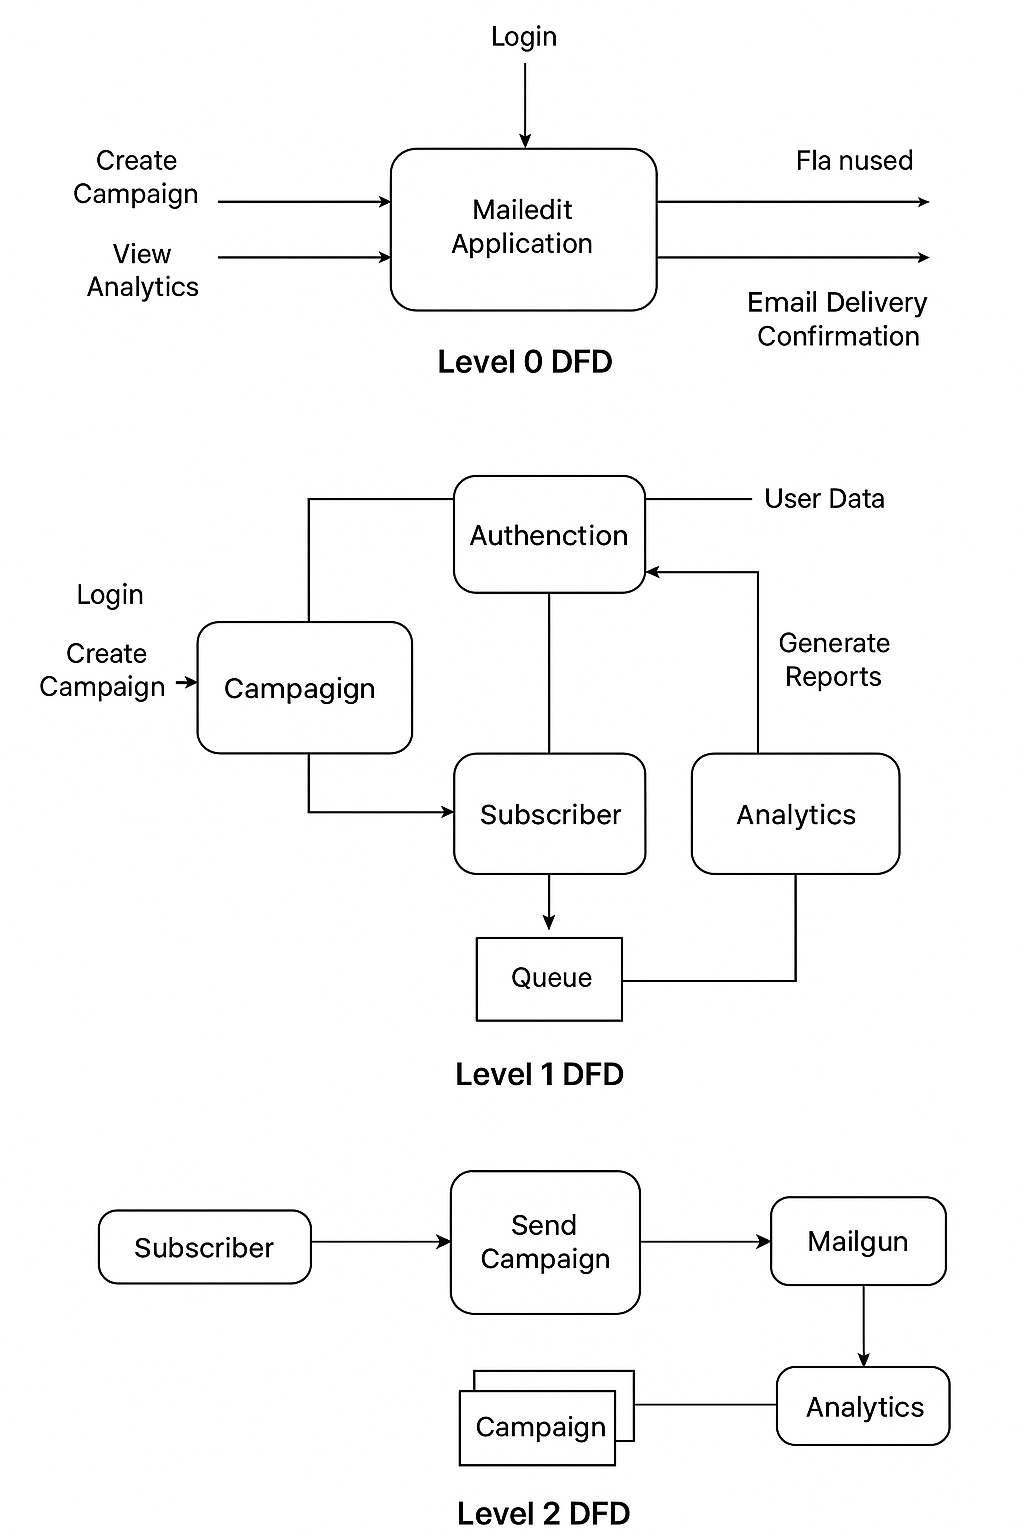 Login
Create
Campaign
View
Analytics
Mailedit
Application
Fla nused
Email Delivery
Confirmation
Level 0 DFD
Authenction
User Data
Login
Create
Campaign
Campagign
Generate
Reports
Subscriber
Analytics
Queue
Level 1 DFD
Subscriber
Send
Campaign
Mailgun
Campaign
Analytics
Level 2 DFD